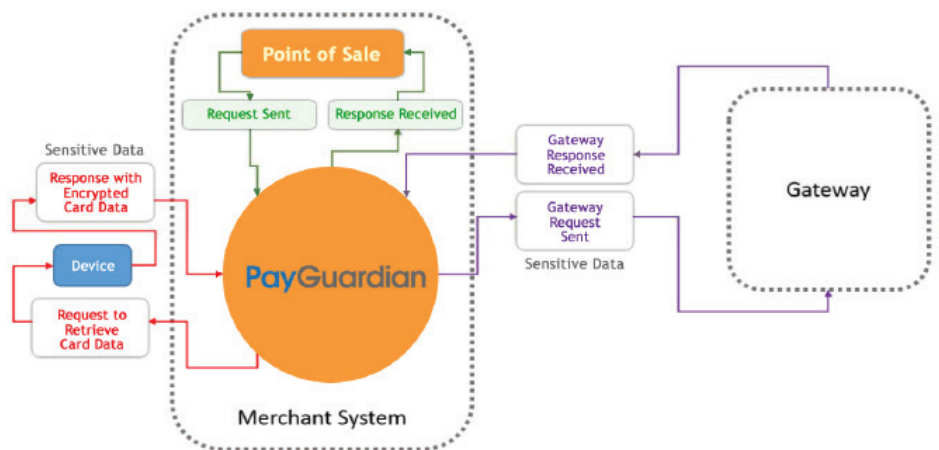 Point of Sale
Request Sent
Response Received
Sensitive Data
Response with
Encrypted
Card Data
Device
Request to
Retrieve
Card Data
PayGuardian
Merchant System
Gateway
Response
Received
Gateway
Request
Sent
Sensitive Data
Gateway